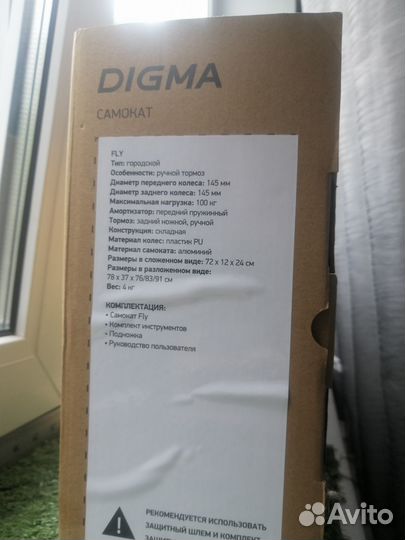 DIGMA
САМОКАТ
FLY
Тип: городской
Особенности: ручной тормоз
Диаметр переднего колеса: 145 мм
Диаметр заднего колеса: 145 мм
Максимальная нагрузка: 100 кг
Амортизатор: передний пружинный
Тормоз: задний ножной, ручной
Конструкция: складная
Материал колес: пластик PU
Материал самоката: алюминий
Размеры в сложенном виде: 72 х 12 х 24 см
Размеры в разложенном виде:
78 х 37 х 76/83/91 см
Вес: 4 кг
КОМПЛЕКТАЦИЯ:
• Самокат Fly
• Комплект инструментов
• Подножка
• Руководство пользователя
РЕКОМЕНДУЕТСЯ ИСПОЛЬЗОВАТЬ
ЗАЩИТНЫЙ ШЛЕМ И КОМПЛЕКТ
Avito